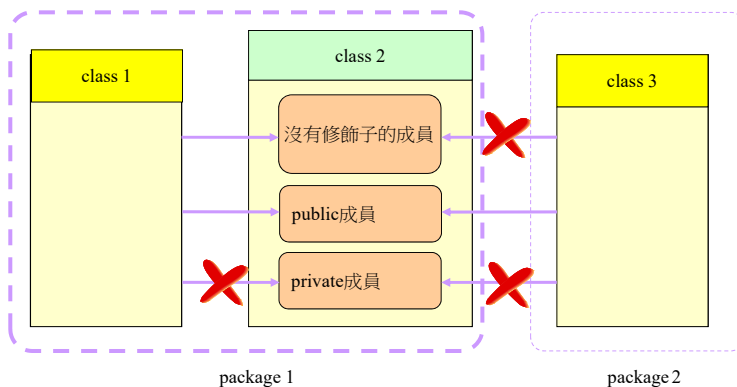 class 1
class 2
class 3
沒有修飾子的成員
public成員
private成員
package 1
package 2